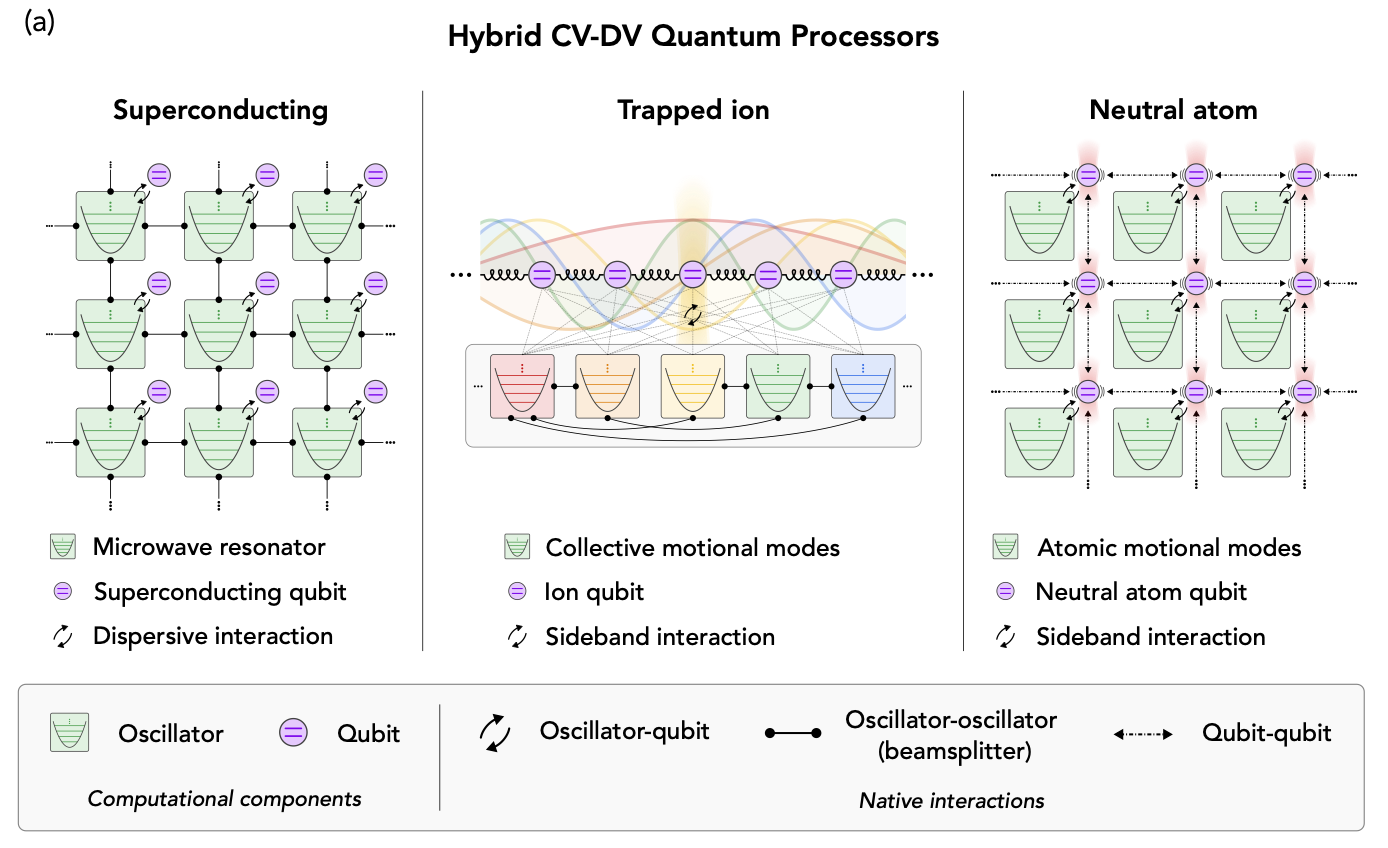 (a)
Hybrid CV-DV Quantum Processors
Superconducting
Trapped ion
Neutral atom
Microwave resonator
Superconducting qubit
Dispersive interaction
Collective motional modes
Ion qubit
Sideband interaction
Atomic motional modes
Neutral atom qubit
Sideband interaction
Oscillator
Qubit
Computational components
Oscillator-qubit
Oscillator-oscillator
(beamsplitter)
Qubit-qubit
Native interactions